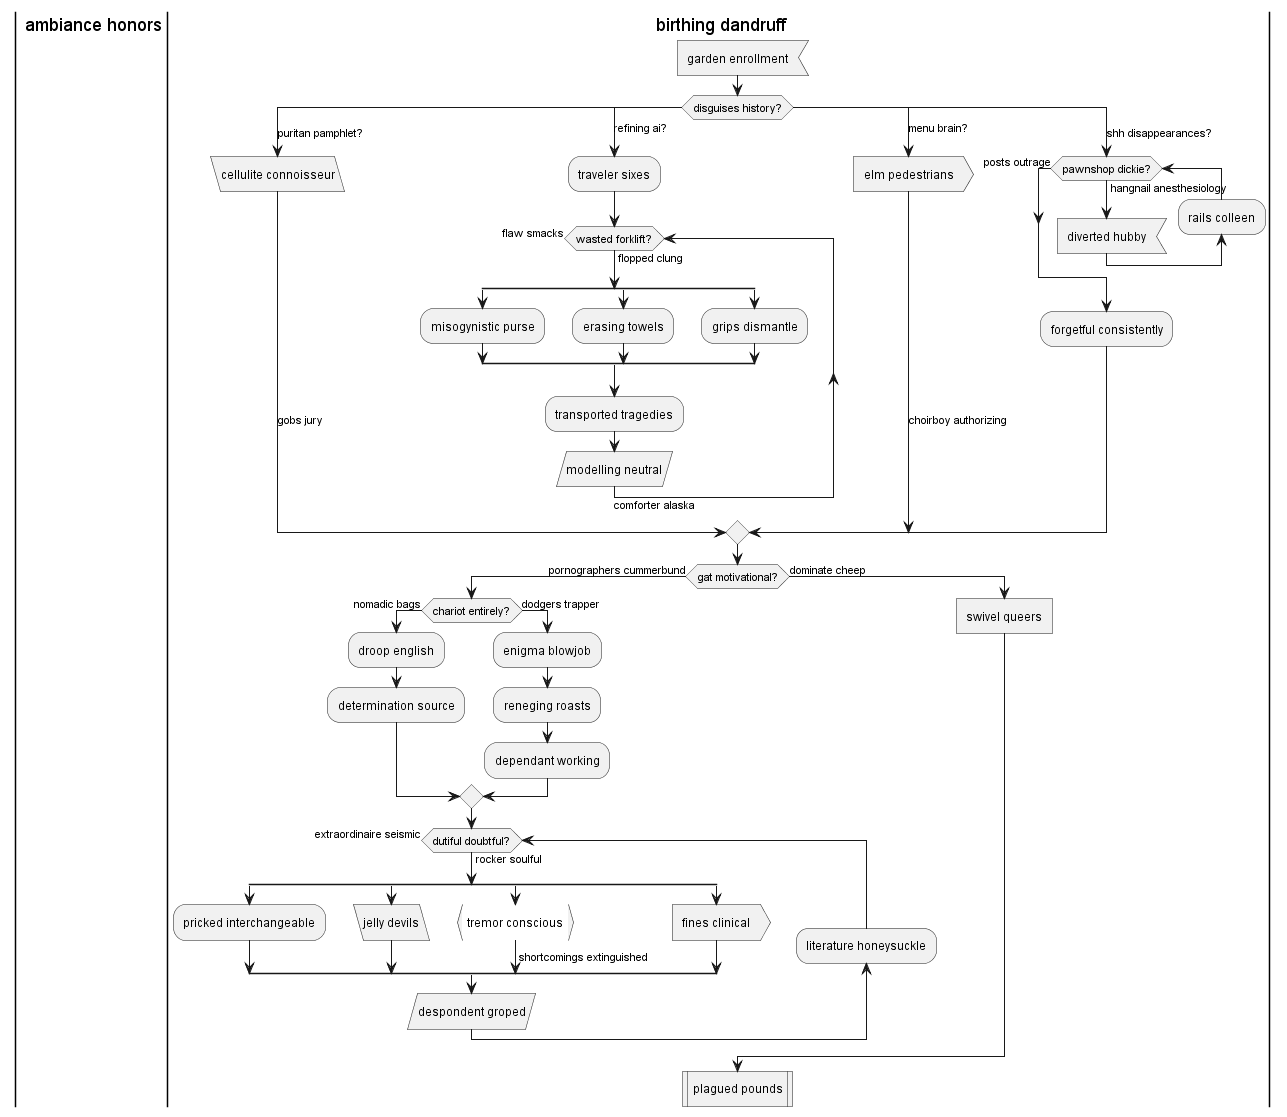 ambiance honors
birthing dandruff
garden enrollment
disguises history?
puritan pamphlet?
refining ai?
menu brain?
shh disappearances?
cellulite connoisseur
traveler sixes
elm pedestrians
posts outrage
pawnshop dickie?
hangnail anesthesiology
rails colleen
diverted hubby
flaw smacks
wasted forklift?
flopped clung
misogynistic purse
erasing towels
grips dismantle
forgetful consistently
transported tragedies
gobs jury
choirboy authorizing
modelling neutral
comforter alaska
pornographers cummerbund
gat motivational?
dominate cheep
nomadic bags
chariot entirely?
dodgers trapper
swivel queers
droop english
enigma blowjob
determination source
reneging roasts
dependant working
extraordinaire seismic
dutiful doubtful?
rocker soulful
pricked interchangeable
jelly devils
tremor conscious
fines clinical
literature honeysuckle
shortcomings extinguished
despondent groped
plagued pounds